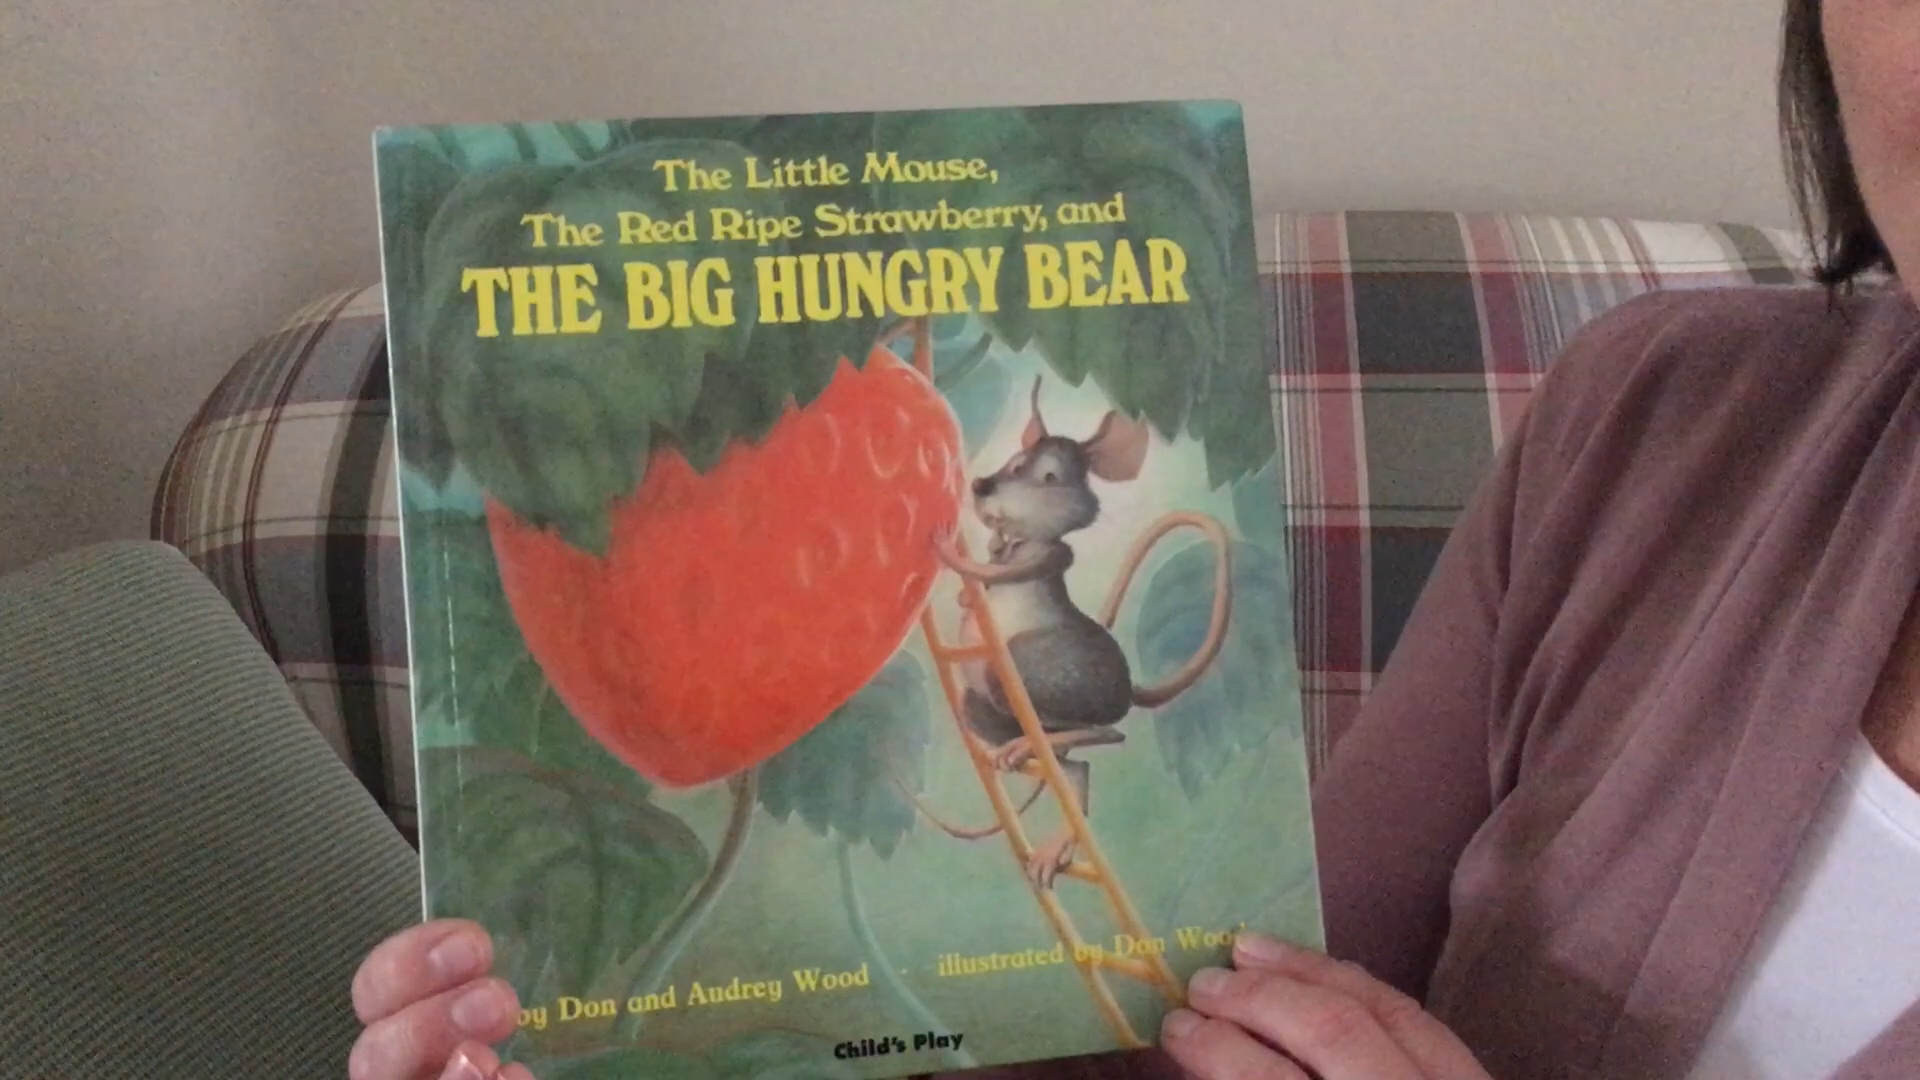 The Little Mouse,
The Red Ripe Strawberry, and
THE BIG HUNGRY BEAR
by Don and Audrey Wood · illustrated by Don Wood
Child's Play